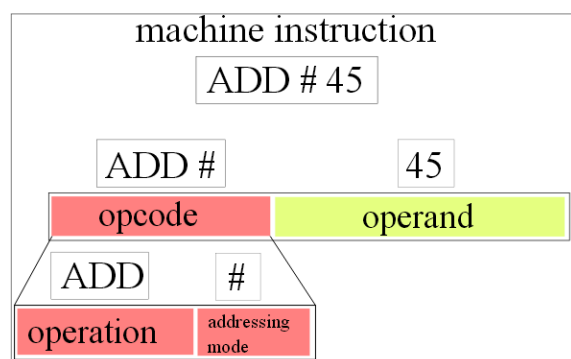 machine instruction
ADD # 45
ADD # 45
opcode operand
ADD #
operation addressing
mode